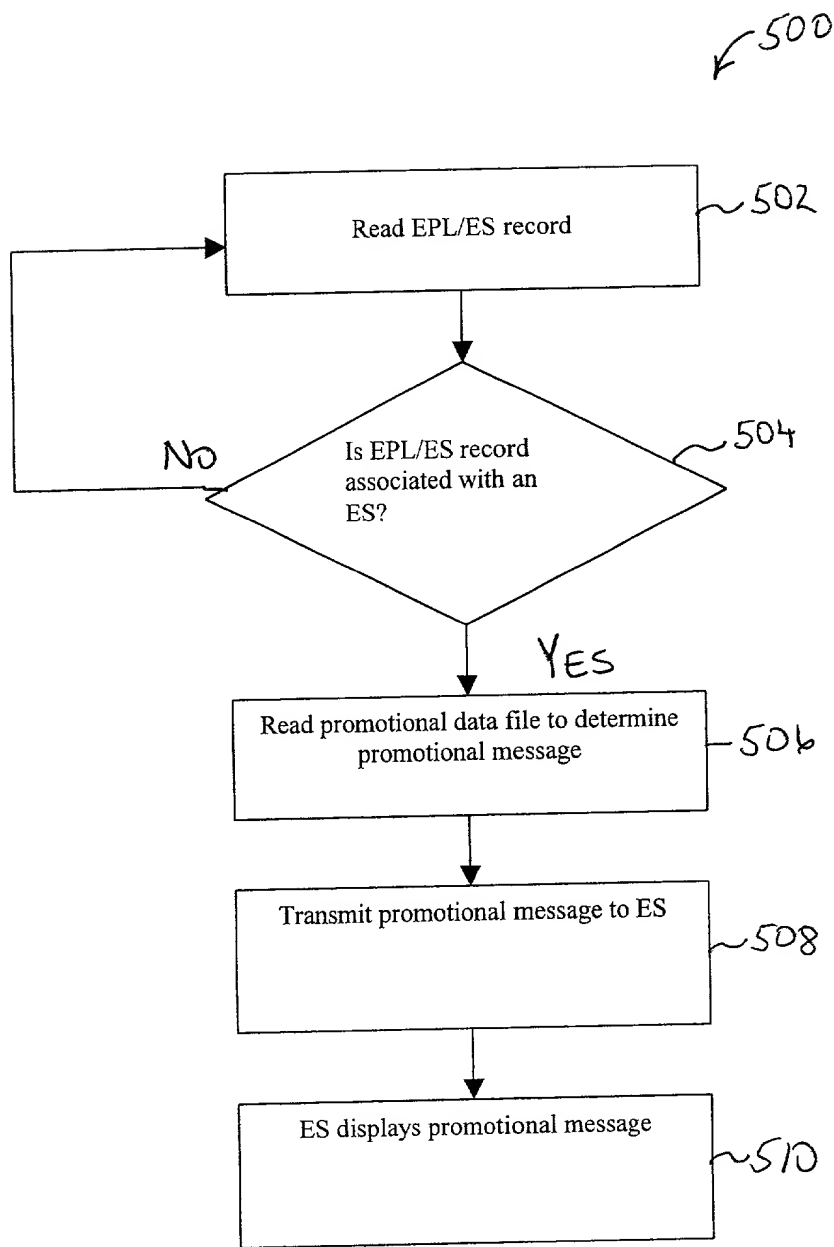 500
Read EPL/ES record
502
Is EPL/ES record
associated with an
ES?
504
NO
YES
Read promotional data file to determine
promotional message
506
Transmit promotional message to ES
508
ES displays promotional message
510